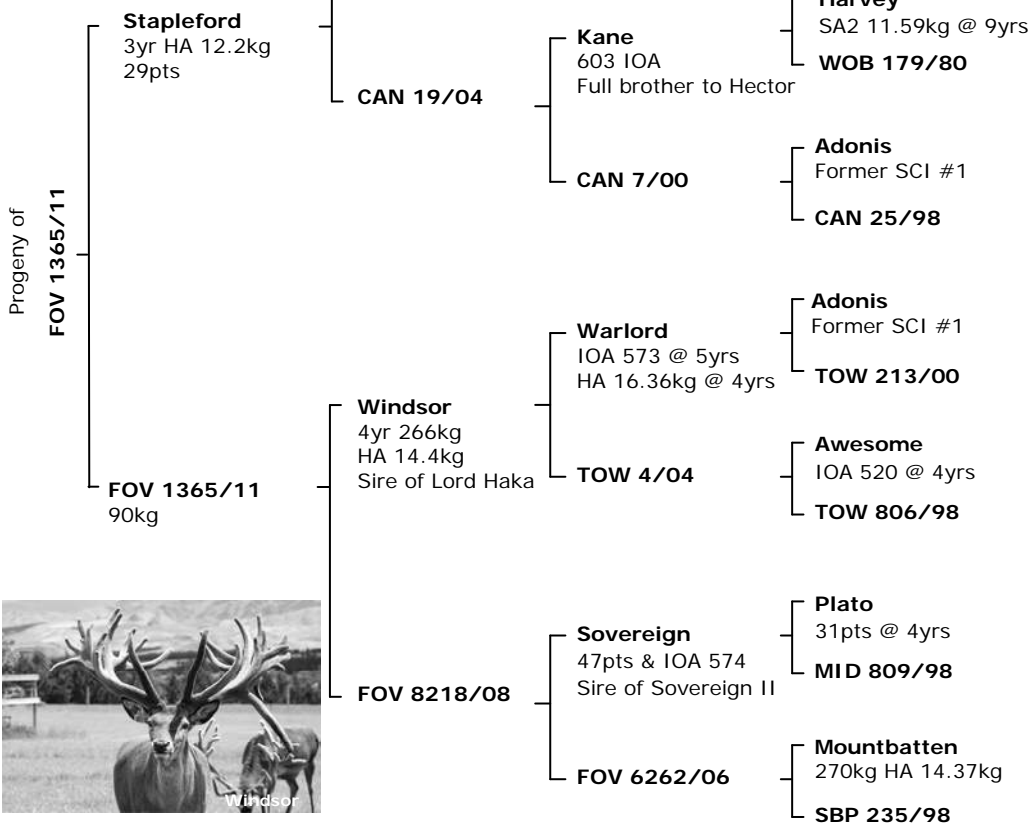 Progeny of
FOV 1365/11
Stapleford
3yr HA 12.2kg
29pts
FOV 1365/11
90kg
CAN 19/04
Windsor
4yr 266kg
HA 14.4kg
Sire of Lord Haka
FOV 8218/08
Kane
603 IOA
Full brother to Hector
CAN 7/00
Warlord
IOA 573 @ 5yrs
HA 16.36kg @ 4yrs
TOW 4/04
Sovereign
47pts & IOA 574
Sire of Sovereign II
FOV 6262/06
Harvey
SA2 11.59kg @ 9yrs
WOB 179/80
Adonis
Former SCI #1
CAN 25/98
Adonis
Former SCI #1
TOW 213/00
Awesome
IOA 520 @ 4yrs
TOW 806/98
Plato
31pts @ 4yrs
MID 809/98
Mountbatten
270kg HA 14.37kg
SBP 235/98
Windsor